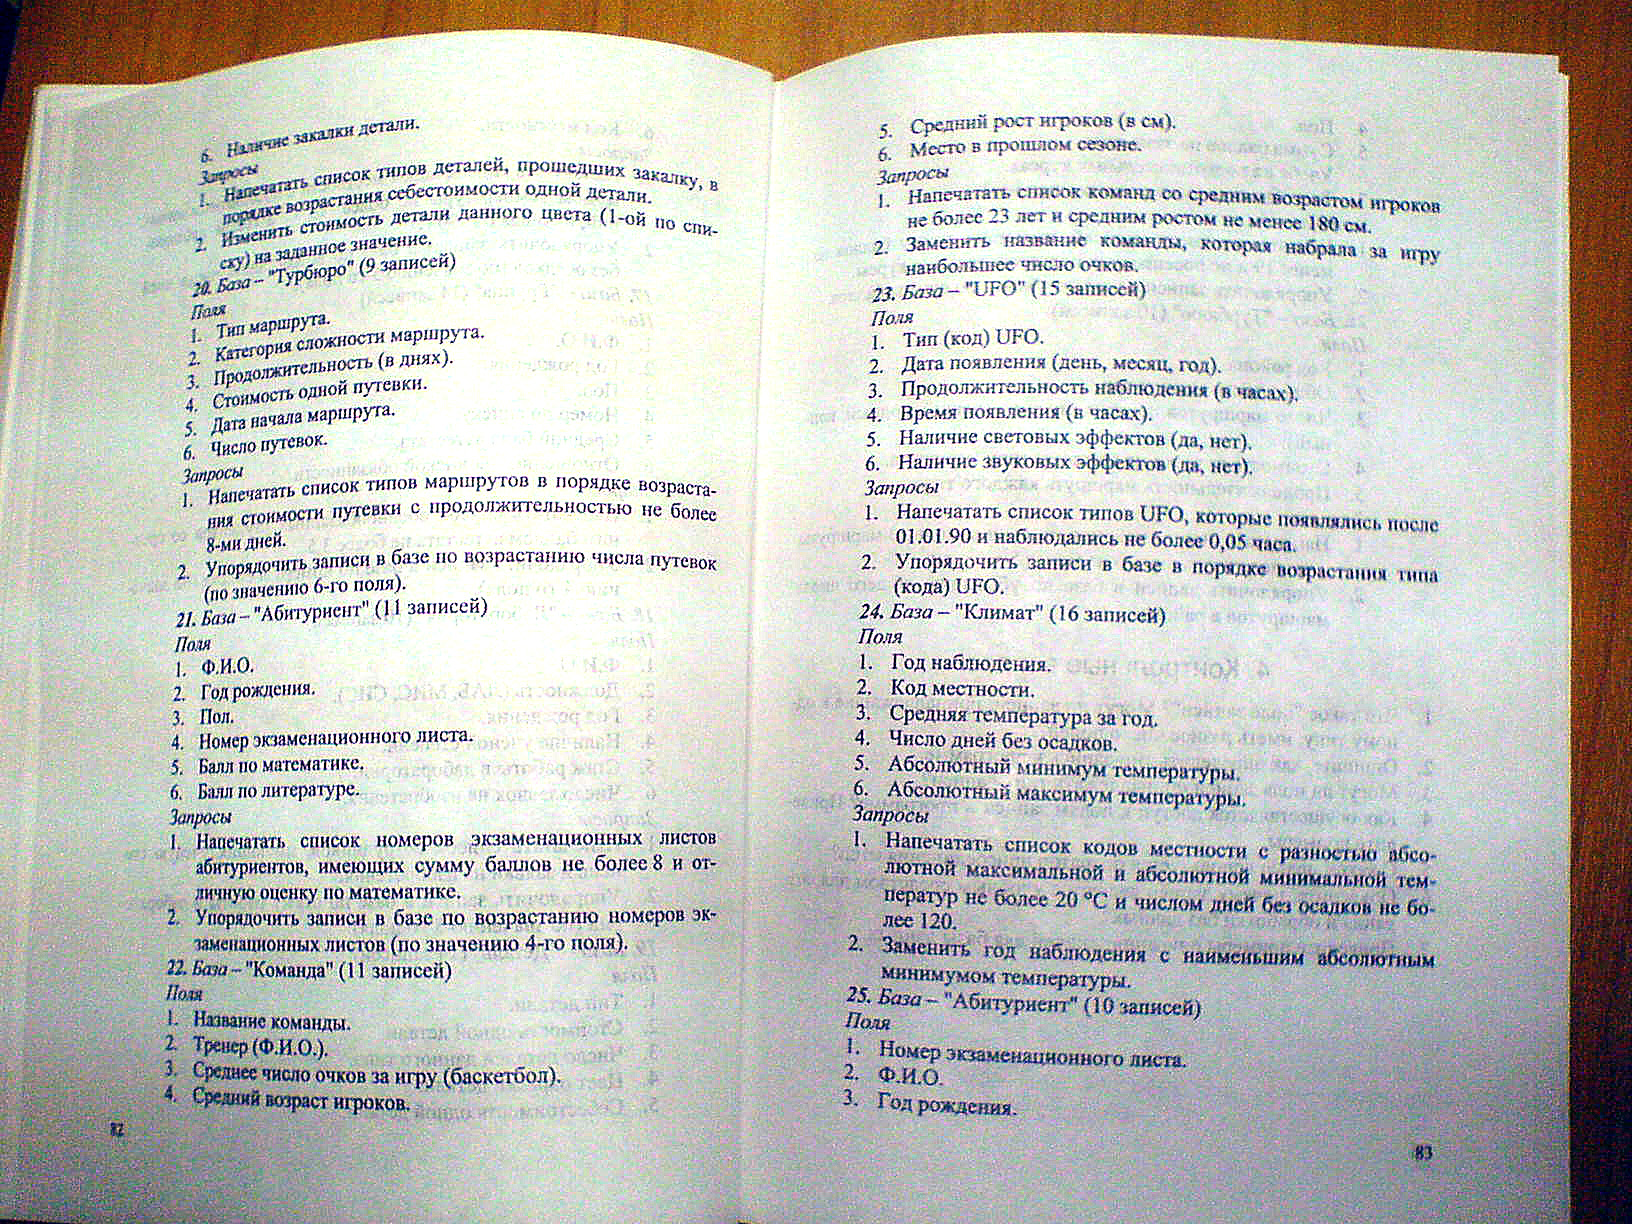 6. Наличие закалки детали.
Запросы
1. Напечатать список типов деталей, прошедших закалку, в
порядке возрастания себестоимости одной детали.
2. Изменить стоимость детали данного цвета (1-ой по спи-
ску) на заданное значение.
20. База – "Турбюро" (9 записей)
Поля
1. Тип маршрута.
2. Категория сложности маршрута.
3. Продолжительность (в днях).
4. Стоимость одной путевки.
5. Дата начала маршрута.
6. Число путевок.
Запросы
1. Напечатать список типов маршрутов в порядке возраста-
ния стоимости путевки с продолжительностью не более
8-ми дней.
2. Упорядочить записи в базе по возрастанию числа путевок
(по значению 6-го поля).
21. База – "Абитуриент" (11 записей)
Поля
1. Ф.И.О.
2. Год рождения.
3. Пол.
4. Номер экзаменационного листа.
5. Балл по математике.
6. Балл по литературе.
Запросы
1. Напечатать список номеров экзаменационных листов
абитуриентов, имеющих сумму баллов не более 8 и от-
личную оценку по математике.
2. Упорядочить записи в базе по возрастанию номеров эк-
заменационных листов (по значению 4-го поля).
22. База – "Команда" (11 записей)
Поля
1. Название команды.
2. Тренер (Ф.И.О.).
3. Среднее число очков за игру (баскетбол).
4. Средний возраст игроков.
82
5. Средний рост игроков (в см).
6. Место в прошлом сезоне.
Запросы
1. Напечатать список команд со средним возрастом игроков
не более 23 лет и средним ростом не менее 180 см.
2. Заменить название команды, которая набрала за игру
наибольшее число очков.
23. База – "UFO" (15 записей)
Поля
1. Тип (код) UFO.
2. Дата появления (день, месяц, год).
3. Продолжительность наблюдения (в часах).
4. Время появления (в часах).
5. Наличие световых эффектов (да, нет).
6. Наличие звуковых эффектов (да, нет).
Запросы
1. Напечатать список типов UFO, которые появлялись после
01.01.90 и наблюдались не более 0,05 часа.
2. Упорядочить записи в базе в порядке возрастания типа
(кода) UFO.
24. База – "Климат" (16 записей)
Поля
1. Год наблюдения.
2. Код местности.
3. Средняя температура за год.
4. Число дней без осадков.
5. Абсолютный минимум температуры.
6. Абсолютный максимум температуры.
Запросы
1. Напечатать список кодов местности с разностью абсо-
лютной максимальной и абсолютной минимальной тем-
ператур не более 20 °С и числом дней без осадков не бо-
лее 120.
2. Заменить год наблюдения с наименьшим абсолютным
минимумом температуры.
25. База – "Абитуриент" (10 записей)
Поля
1. Номер экзаменационного листа.
2. Ф.И.О.
3. Год рождения.
83